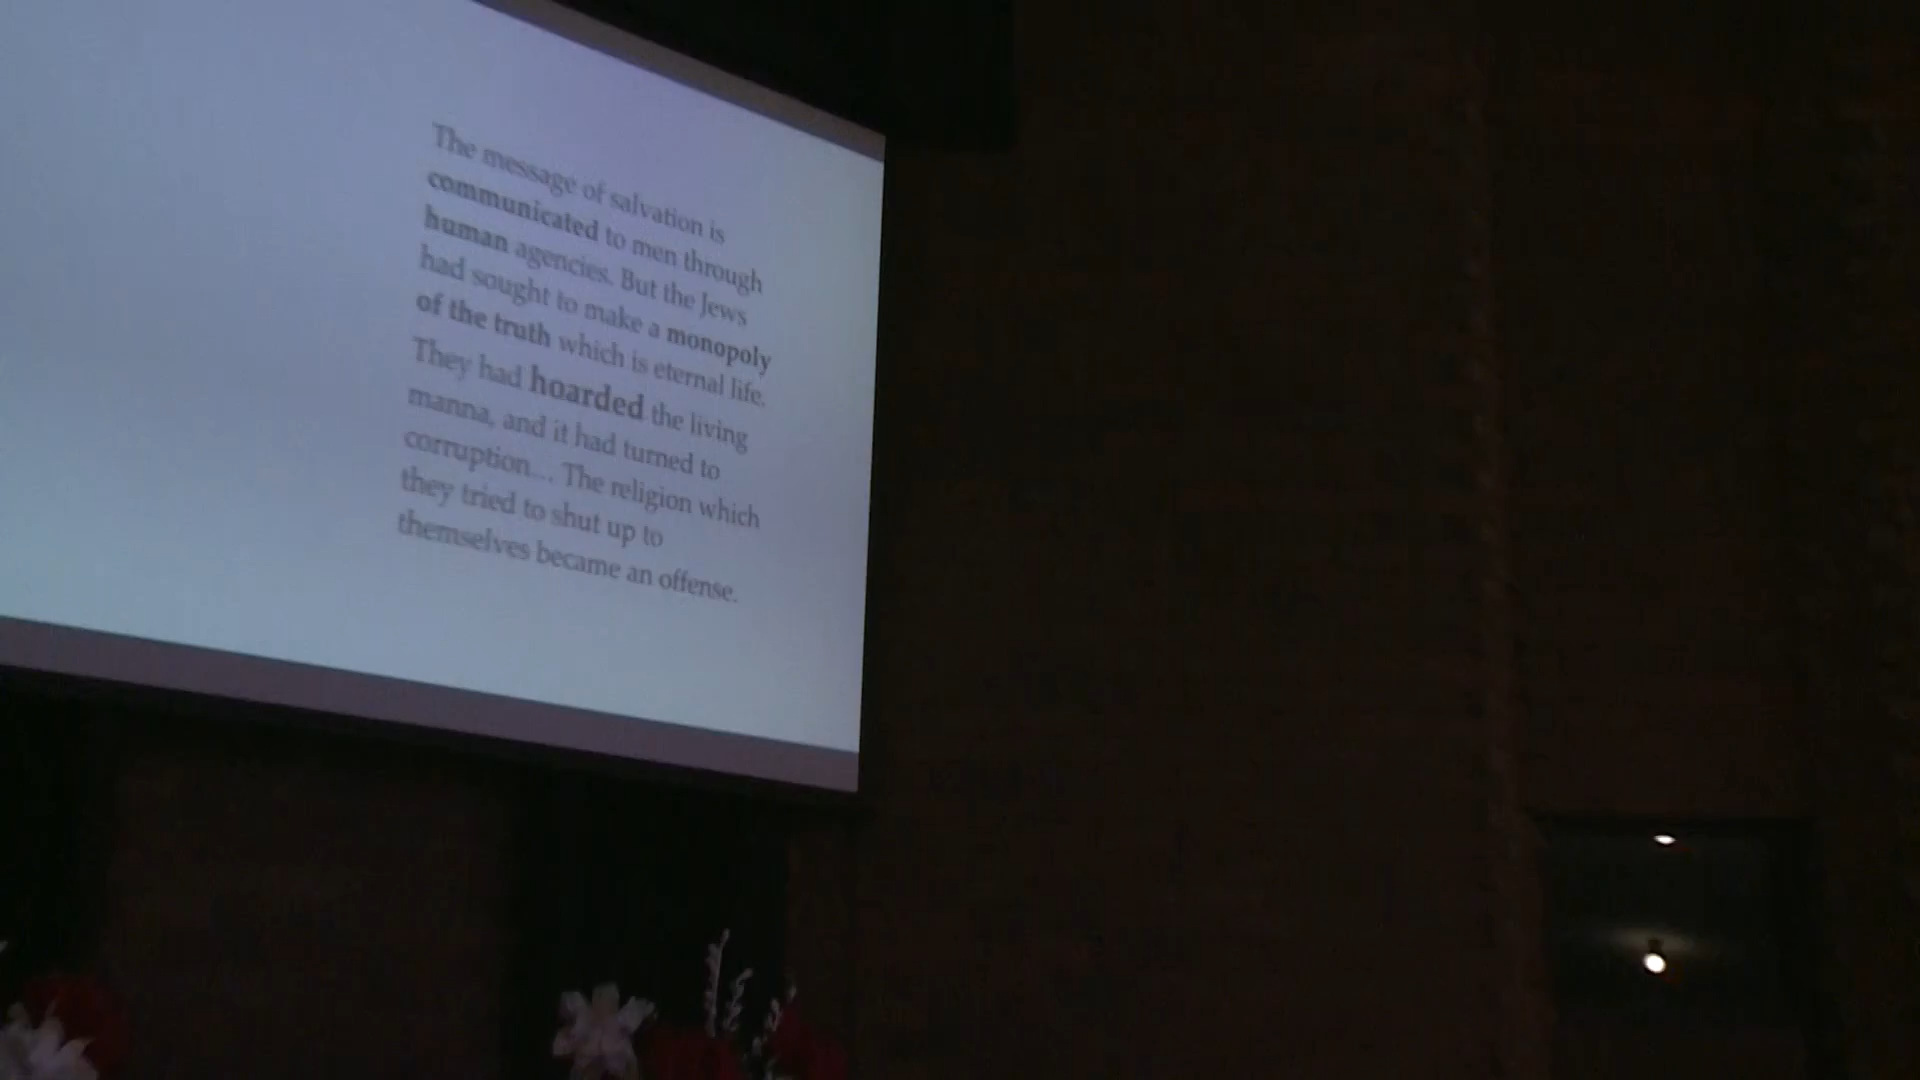 The message of salvation is
communicated to men through
human agencies. But the Jews
had sought to make a monopoly
of the truth which is eternal life.
They had hoarded the living
manna, and it had turned to
corruption... The religion which
they tried to shut up to
themselves became an offense.